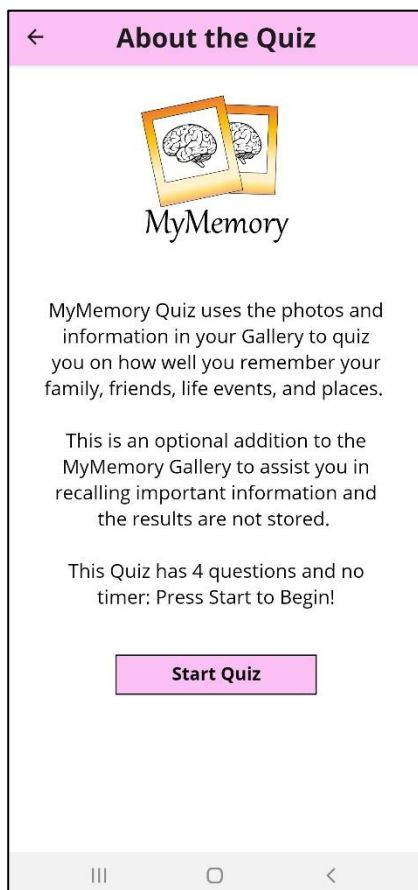 About the Quiz
MyMemory
MyMemory Quiz uses the photos and
information in your Gallery to quiz
you on how well you remember your
family, friends, life events, and places.
This is an optional addition to the
MyMemory Gallery to assist you in
recalling important information and
the results are not stored.
This Quiz has 4 questions and no
timer: Press Start to Begin!
Start Quiz